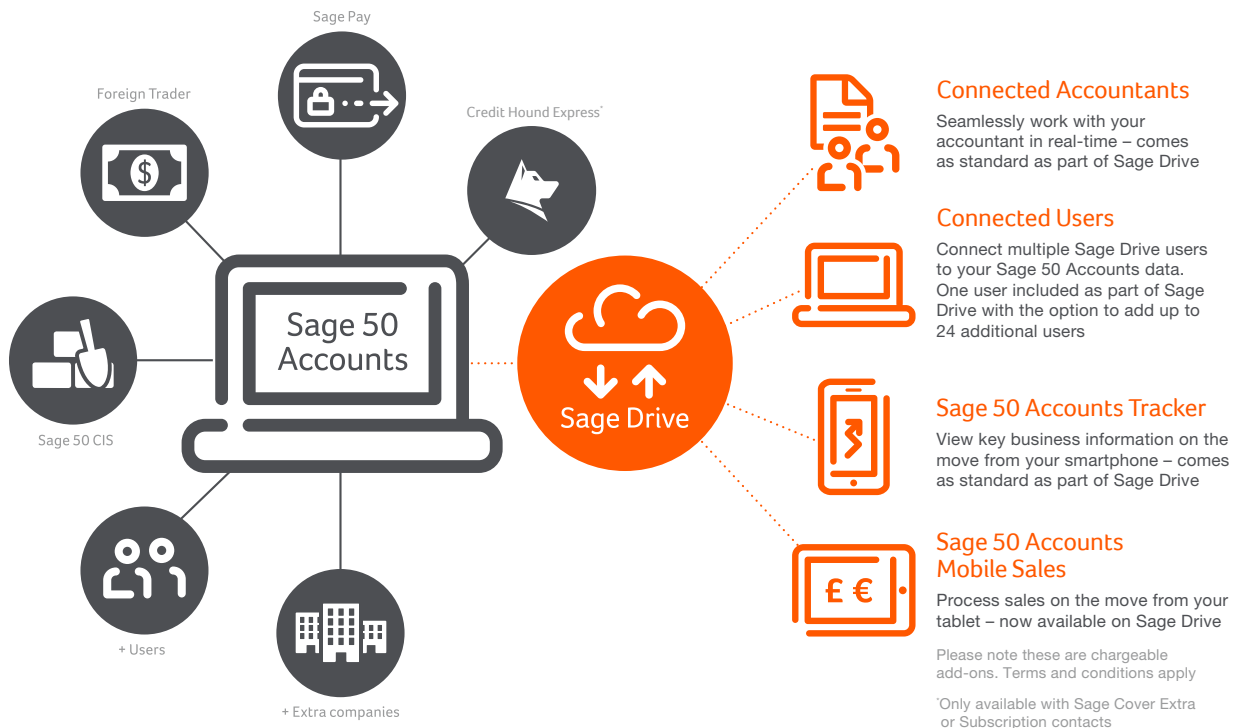 Sage Pay
Foreign Trader
$
Credit Hound Express*
Sage 50
Accounts
Sage 50 CIS
+ Users
+ Extra companies
Sage Drive
Connected Accountants
Seamlessly work with your
accountant in real-time – comes
as standard as part of Sage Drive
Connected Users
Connect multiple Sage Drive users
to your Sage 50 Accounts data.
One user included as part of Sage
Drive with the option to add up to
24 additional users
Sage 50 Accounts Tracker
View key business information on the
move from your smartphone – comes
as standard as part of Sage Drive
£ €
Sage 50 Accounts
Mobile Sales
Process sales on the move from your
tablet – now available on Sage Drive
Please note these are chargeable
add-ons. Terms and conditions apply
*Only available with Sage Cover Extra
or Subscription contacts